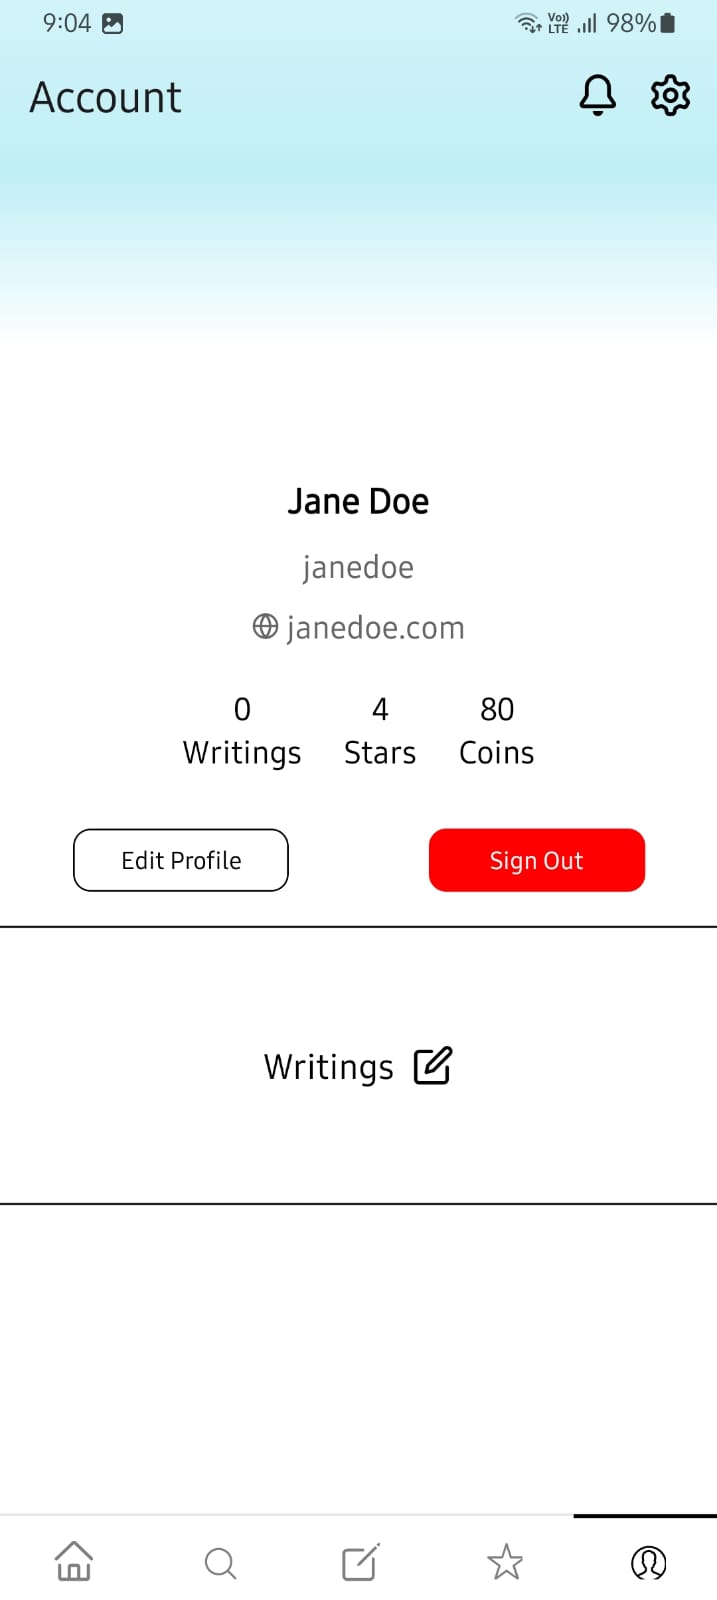 9:04 Vo)) LTE 98%
Account
Jane Doe
janedoe
janedoe.com
0 4 80
Writings Stars Coins
Edit Profile Sign Out
Writings